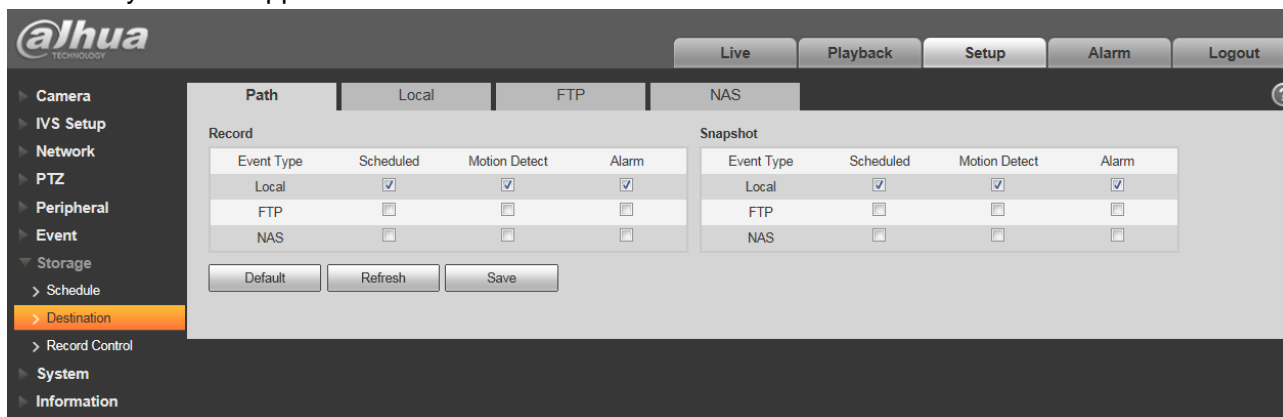 alhua
TECHNOLOGY
Live Playback Setup Alarm Logout
Camera
IVS Setup
Network
PTZ
Peripheral
Event
Storage
Schedule
Destination
Record Control
System
Information
Path Local FTP NAS
?
Record
Event Type Scheduled Motion Detect Alarm
Local
FTP
NAS
Snapshot
Event Type Scheduled Motion Detect Alarm
Local
FTP
NAS
Default Refresh Save